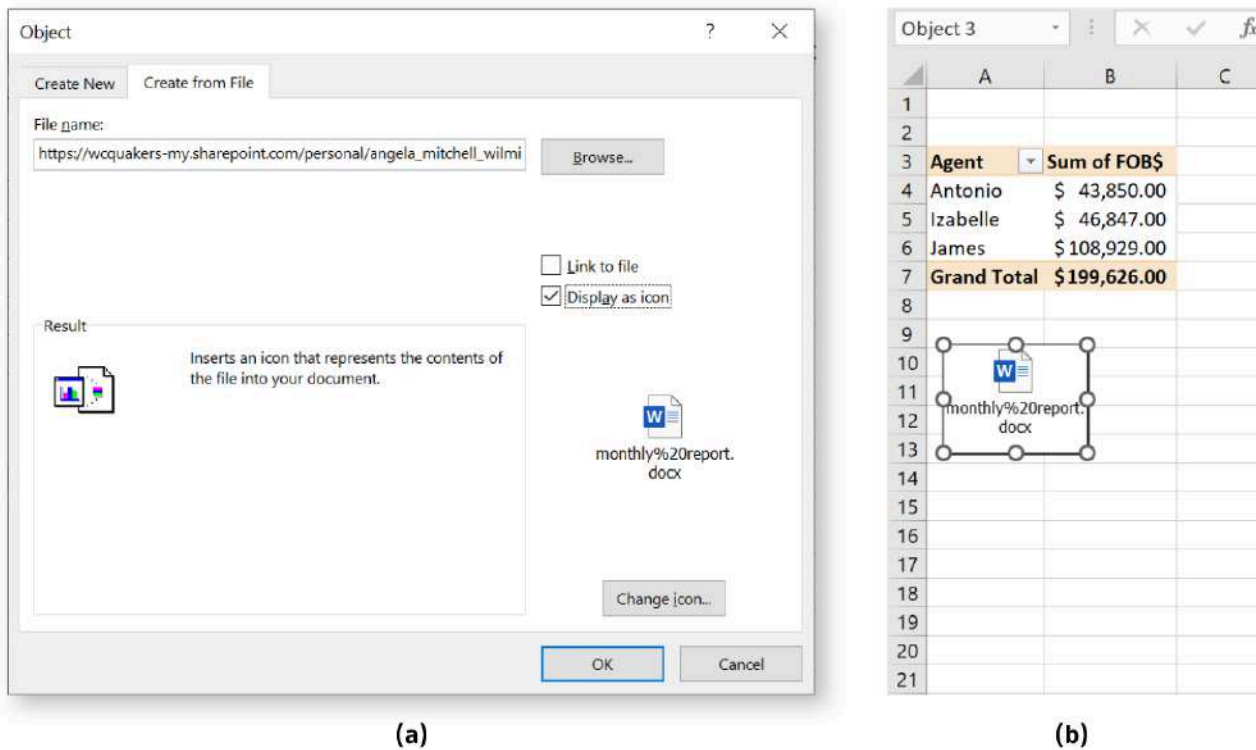 Object
?
Create New
Create from File
File name:
https://wcquakers-my.sharepoint.com/personal/angela_mitchell_wilmi
Browse...
Link to file
Display as icon
Result
Inserts an icon that represents the contents of
the file into your document.
W
monthly%20report.
docx
Change icon...
OK
Cancel
(a)
Object 3
fx
A B C
1
2
3 Agent Sum of FOB$
4 Antonio $ 43,850.00
5 Izabelle $ 46,847.00
6 James $108,929.00
7 Grand Total $199,626.00
8
9
10 W
11 monthly%20report.
12 docx
13
14
15
16
17
18
19
20
21
(b)